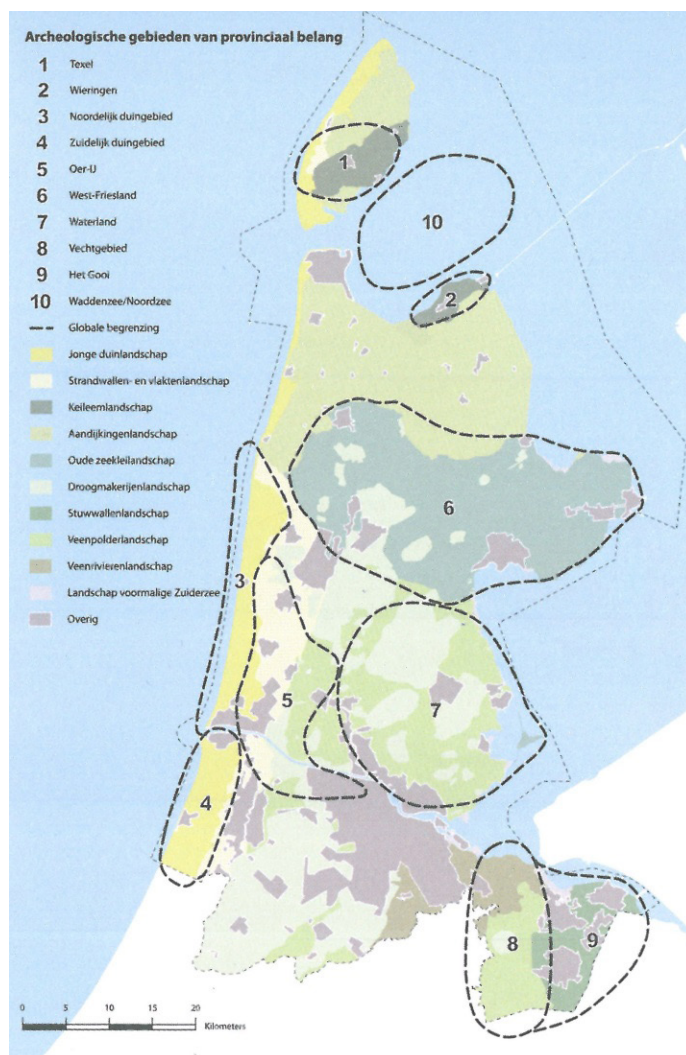 Archeologische gebieden van provinciaal belang
1 Texel
2 Wieringen
3 Noordelijk duingebied
4 Zuidelijk duingebied
5 Oer-IJ
6 West-Friesland
7 Waterland
8 Vechtgebied
9 Het Gooi
10 Waddenzee/Noordzee
Globale begrenzing
Jonge duinlandschap
Strandwallen- en vlaktenlandschap
Keileemlandschap
Aandijkingenlandschap
Oude zeekleilandschap
Droogmakerijenlandschap
Stuwwallenlandschap
Veenpolderlandschap
Veenrivierenlandschap
Landschap voormalige Zuiderzee
Overig
1
10
2
6
3
5
7
4
8
9
0 5 10 15 20
Kilometers